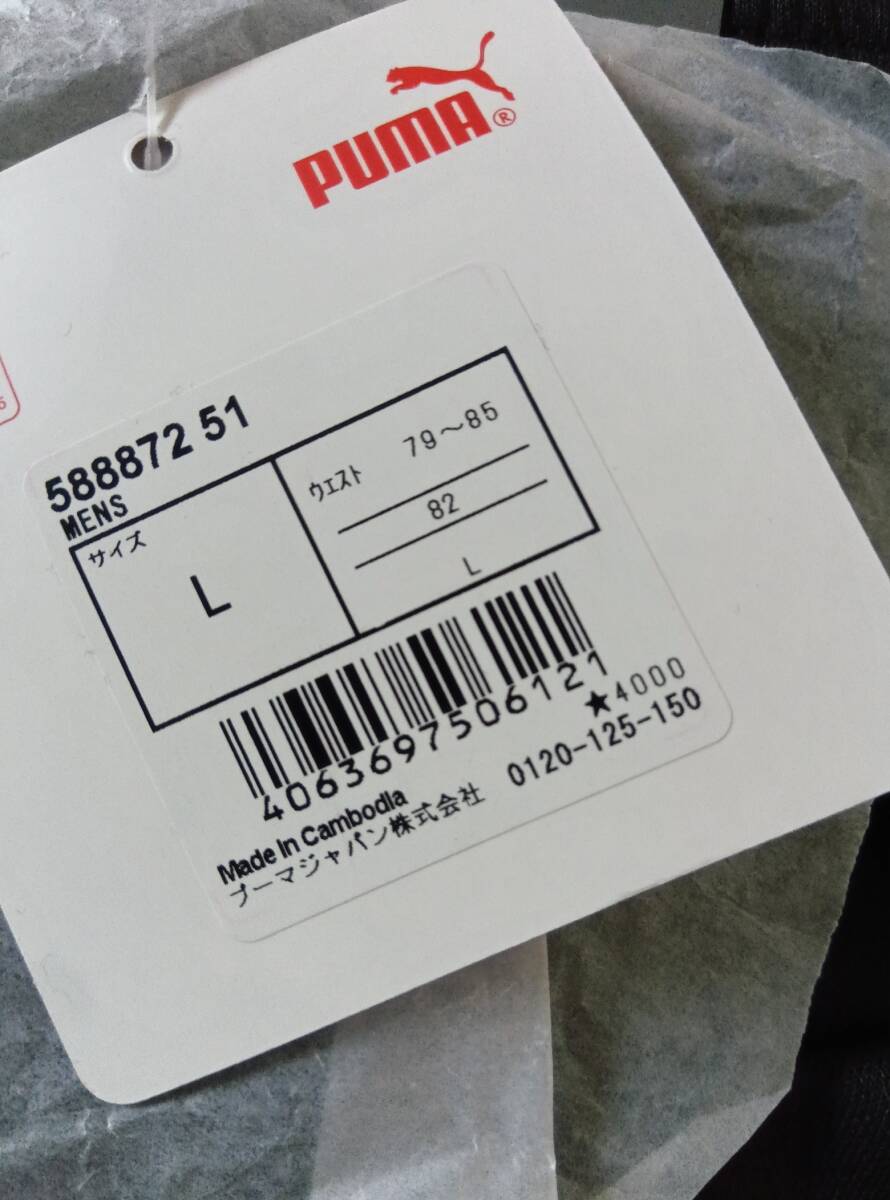 PUMA®
588872 51
MENS
サイズ
L
ウエスト 79～85
82
L
4063697506121
★4000
Made In Cambodia
プーマジャパン株式会社 0120-125-150